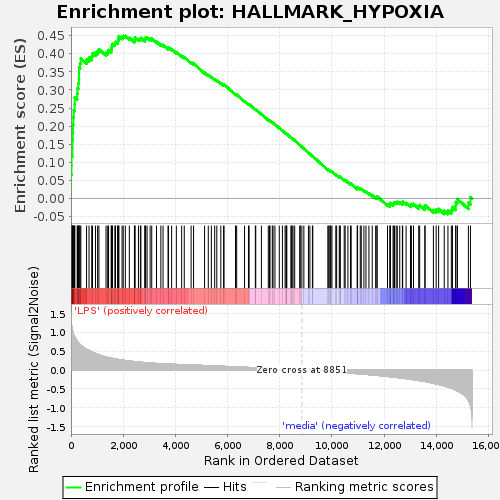 Enrichment plot: HALLMARK_HYPOXIA
Enrichment score (ES)
0.45
0.40
0.35
0.30
0.25
0.20
0.15
0.10
0.05
0.00
-0.05
Ranked list metric (Signal2Noise)
1.5
1.0
0.5
0.0
-0.5
-1.0
-1.5
'LPS' (positively correlated)
Zero cross at 8851
'media' (negatively correlated)
0
2,000
4,000
6,000
8,000
10,000
12,000
14,000
16,000
Rank in Ordered Dataset
Enrichment profile
Hits
Ranking metric scores